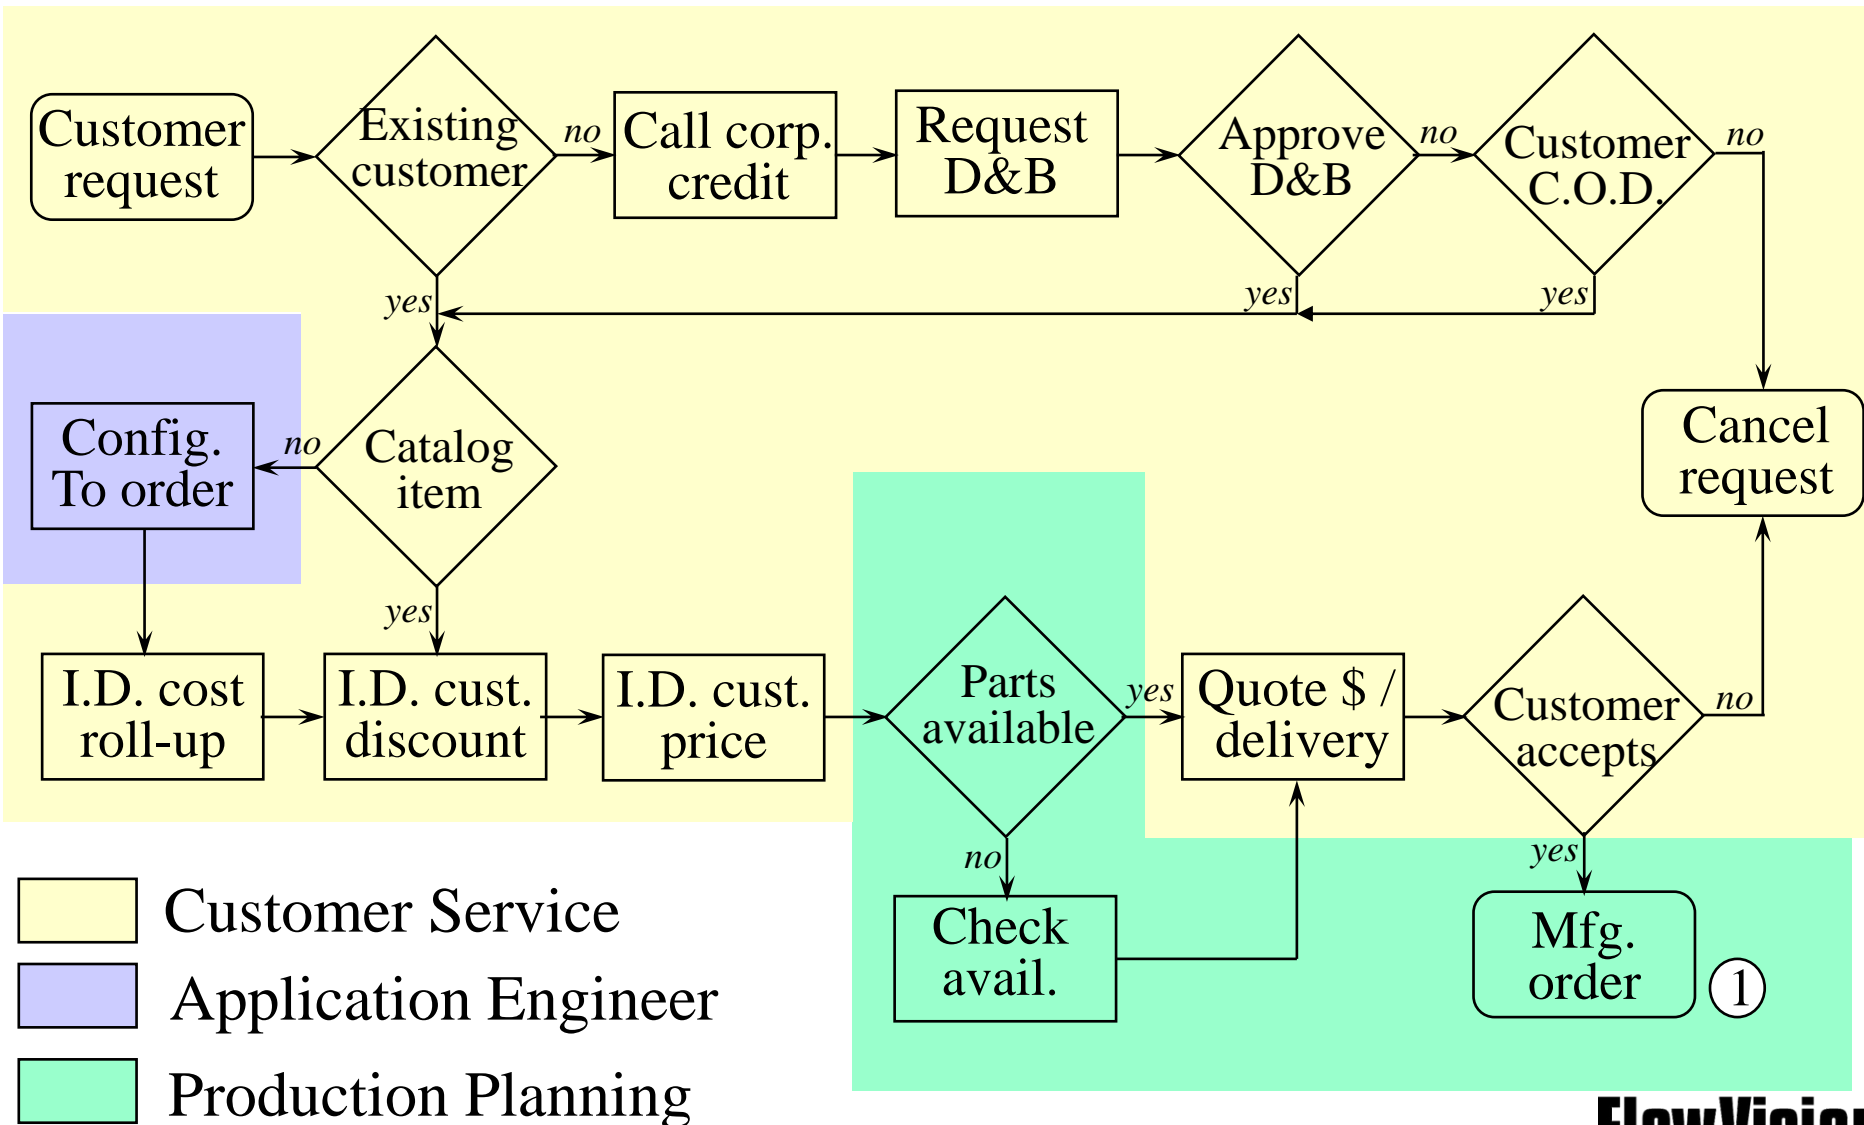 Customer
request
Existing
customer
no
Call corp.
credit
Request
D&B
Approve
D&B
no
Customer
C.O.D.
no
yes
yes
yes
Config.
To order
no
Catalog
item
Cancel
request
yes
I.D. cost
roll-up
I.D. cust.
discount
I.D. cust.
price
Parts
available
yes
Quote $ /
delivery
Customer
accepts
no
no
Check
avail.
yes
Mfg.
order
1
Customer Service
Application Engineer
Production Planning